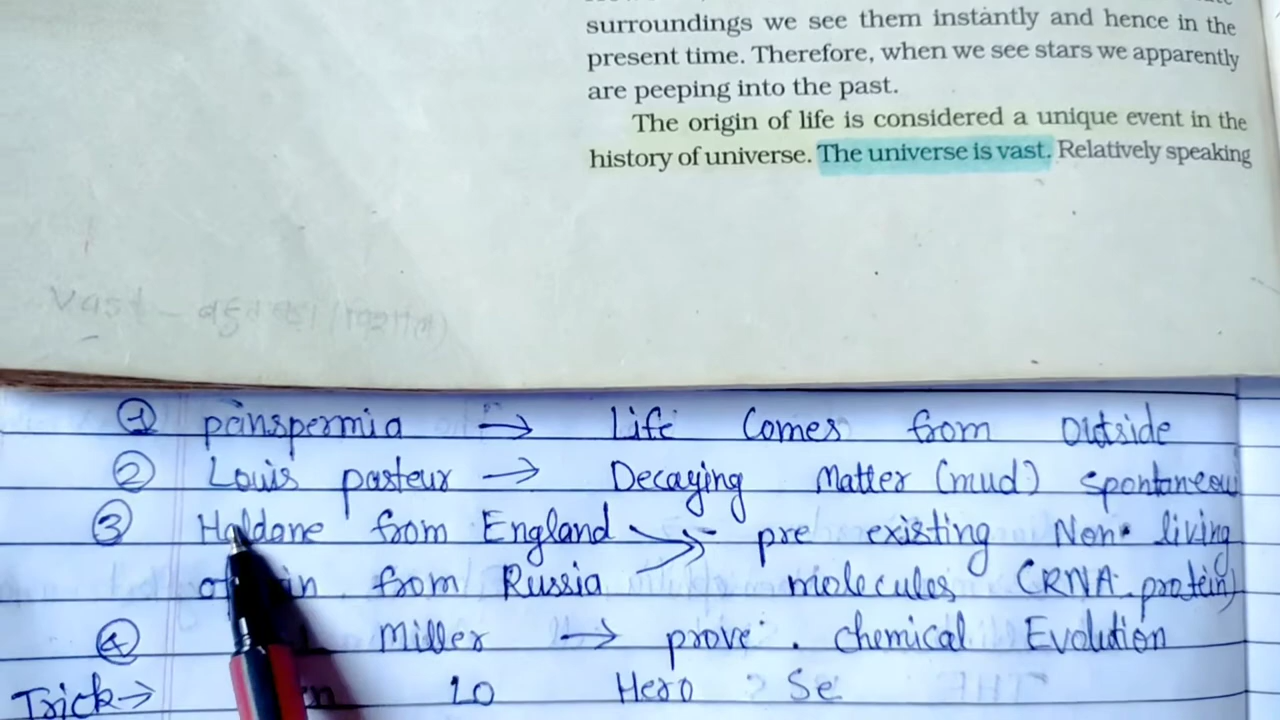 surroundings we see them instantly and hence in the
present time. Therefore, when we see stars we apparently
are peeping into the past.
The origin of life is considered a unique event in the
history of universe. The universe is vast. Relatively speaking
Vast -
① panspermia → Life Comes from Outside
② Louis pasteur → Decaying Matter (mud) spontaneou
③ Haldane from England → pre existing Non living
from Russia molecules (RNA. protein)
④ Miller → prove. Chemical Evolution
Trick → Lo Hero Se